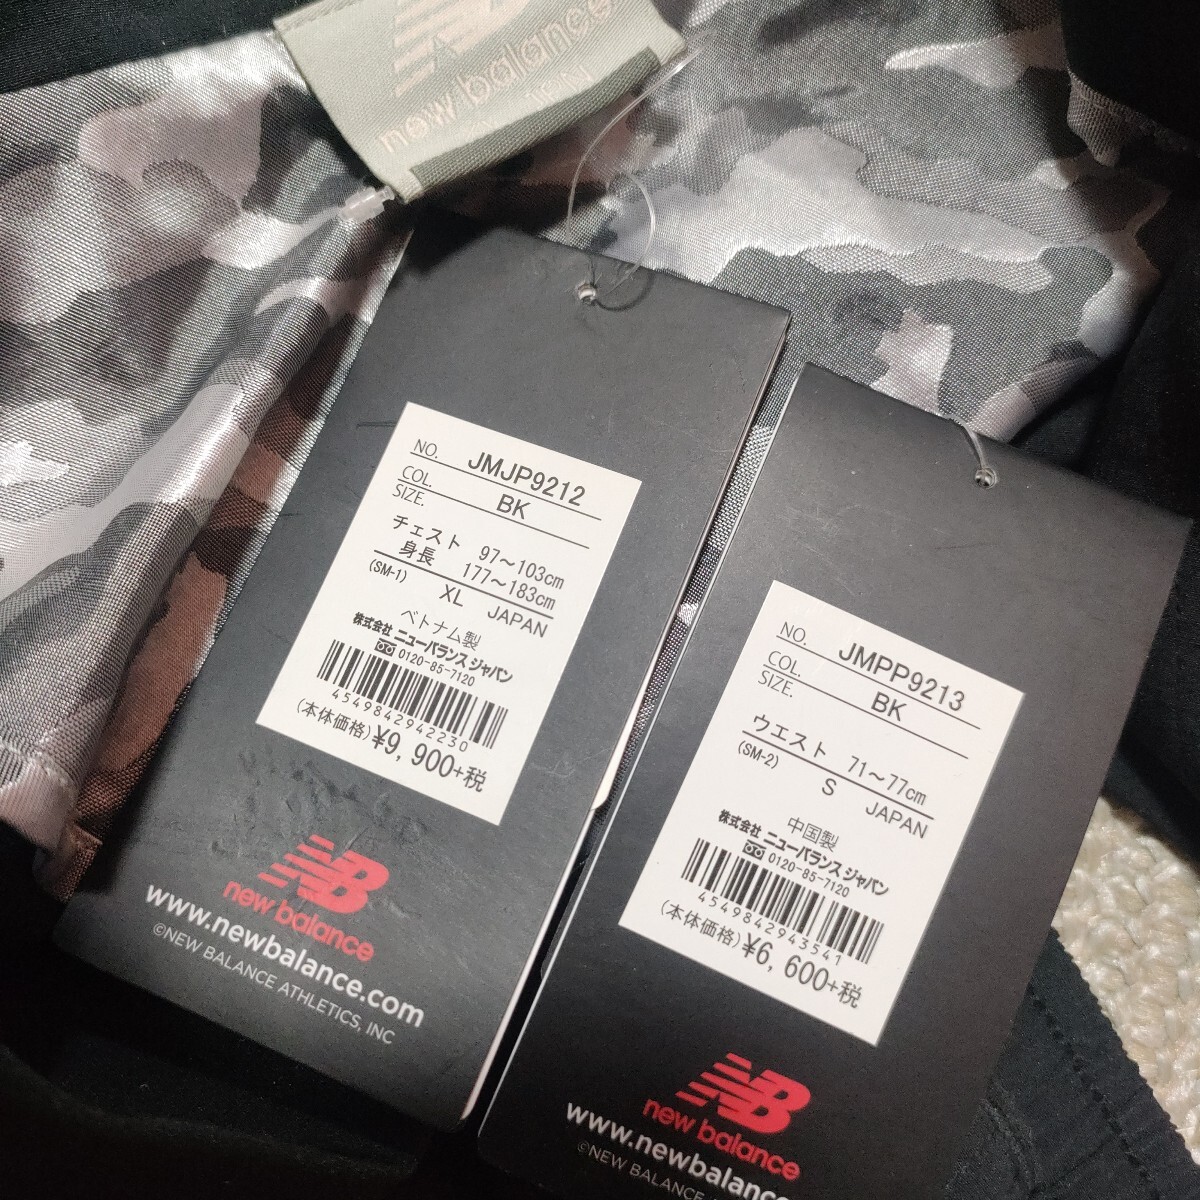 new balance
JPN
NO. JMJP9212
COL. BK
SIZE.
チェスト 97～103cm
身長 177～183cm
(SM-1) XL JAPAN
ベトナム製
株式会社 ニューバランス ジャパン
0120-85-7120
4549842942230
(本体価格) ¥9,900+税
new balance
www.newbalance.com
©NEW BALANCE ATHLETICS, INC
NO. JMPP9213
COL. BK
SIZE.
ウエスト 71～77cm
(SM-2) S JAPAN
中国製
株式会社 ニューバランス ジャパン
0120-85-7120
4549842943541
(本体価格) ¥6,600+税
new balance
www.newbalance.co
©NEW BALANCE